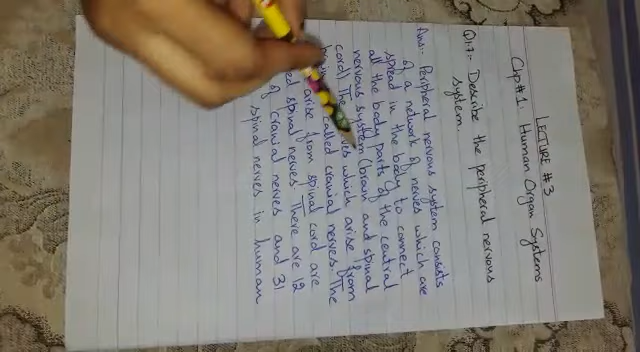 LECTURE # 3
Chp # 1: Human Organ Systems
Q17:- Describe the peripheral nervous
system.
Ans:- Peripheral nervous system consists
of a network of nerves which are
spread in the body to connect
all the body parts of the central
nervous system (brain and spinal
cord). The which arise from
called cranial nerves. The
arise from spinal cord are
spinal nerves. There are 12
of cranial nerves and 31
spinal nerves in human